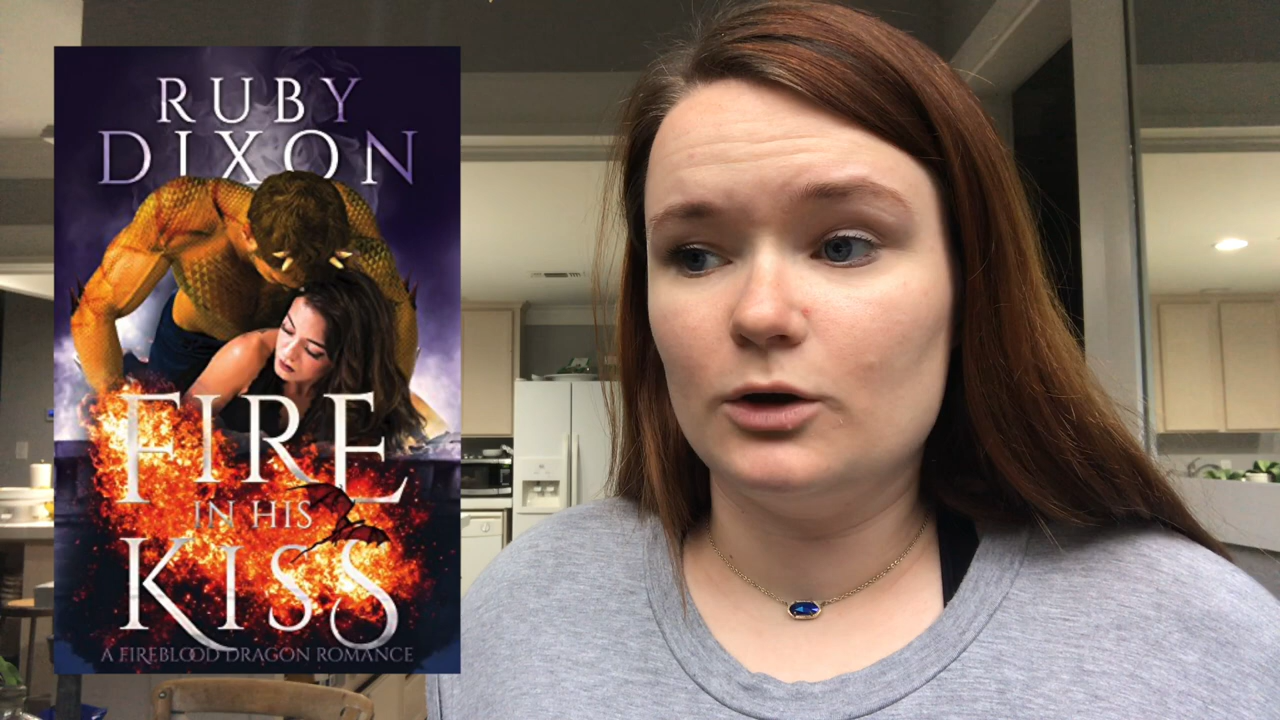 RUBY
DIXON
FIRE
IN HIS
KISS
A FIREBLOOD DRAGON ROMANCE